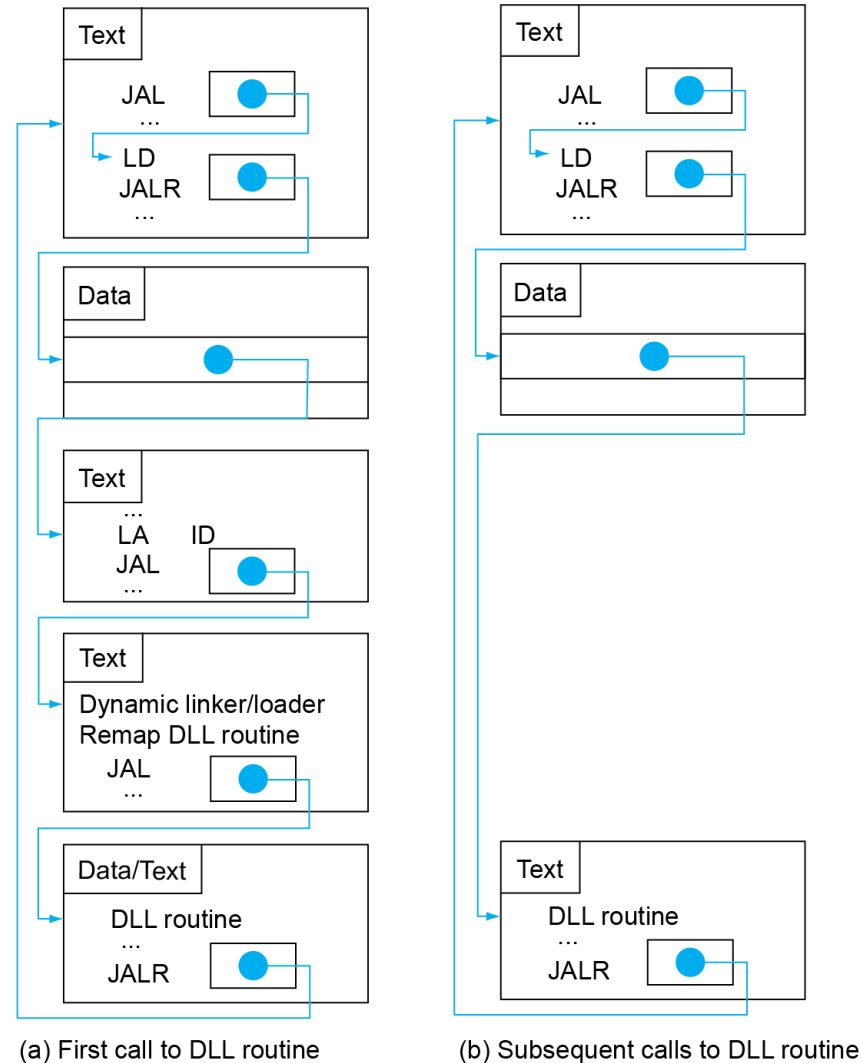 Text
JAL
...
LD
JALR
...
Data
Text
...
LA ID
JAL
...
Text
Dynamic linker/loader
Remap DLL routine
JAL
...
Data/Text
DLL routine
...
JALR
(a) First call to DLL routine
Text
JAL
...
LD
JALR
...
Data
Text
DLL routine
...
JALR
(b) Subsequent calls to DLL routine